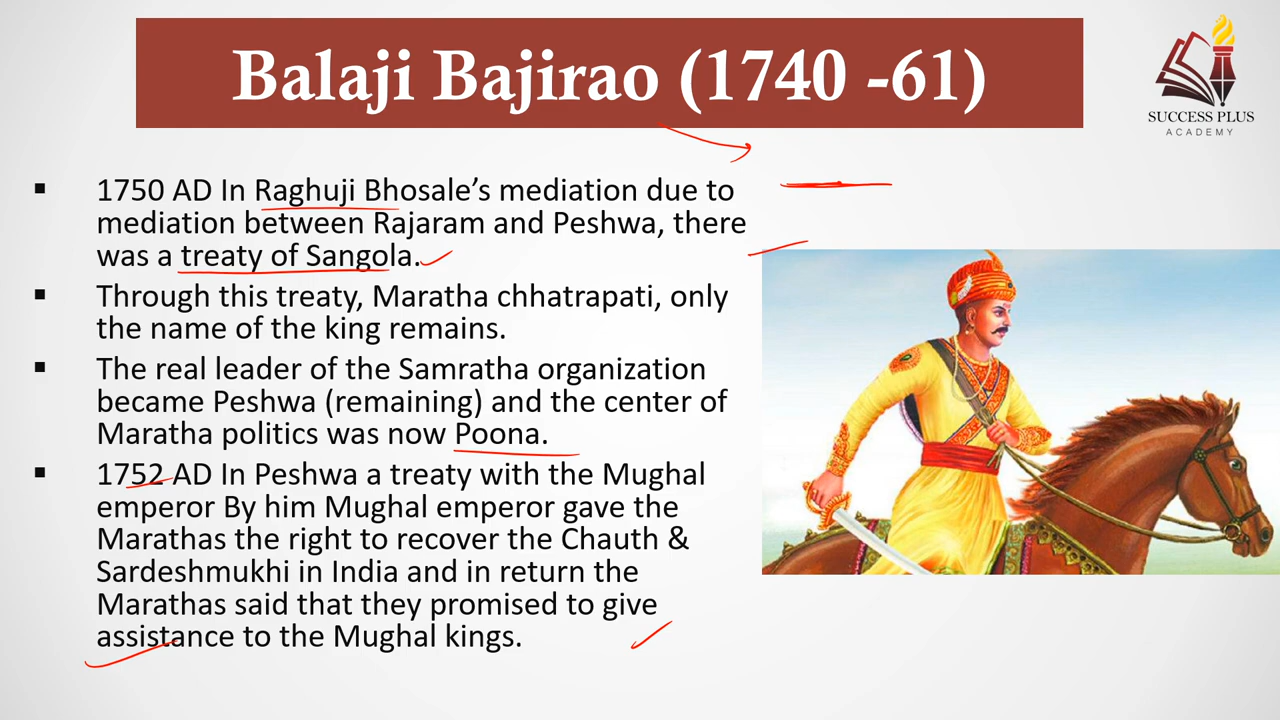 Balaji Bajirao (1740 -61)
SUCCESS PLUS
ACADEMY
▪ 1750 AD In Raghuji Bhosale’s mediation due to
mediation between Rajaram and Peshwa, there
was a treaty of Sangola.
▪ Through this treaty, Maratha chhatrapati, only
the name of the king remains.
▪ The real leader of the Samratha organization
became Peshwa (remaining) and the center of
Maratha politics was now Poona.
▪ 1752 AD In Peshwa a treaty with the Mughal
emperor By him Mughal emperor gave the
Marathas the right to recover the Chauth &
Sardeshmukhi in India and in return the
Marathas said that they promised to give
assistance to the Mughal kings.